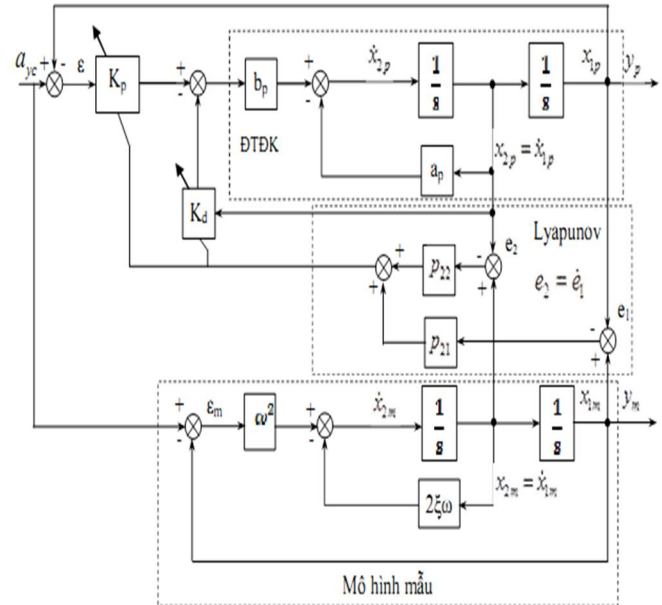 a_yc
+
-
ε
K_p
+
-
b_p
+
-
ẋ_2p
1/s
1/s
x_1p
y_p
ĐTĐK
a_p
x_2p = ẋ_1p
K_d
Lyapunov
e_2
e_2 = ė_1
+
+
p_22
-
+
p_21
e_1
-
+
+
-
ε_m
ω²
+
-
ẋ_2m
1/s
1/s
x_1m
y_m
x_2m = ẋ_1m
2ξω
Mô hình mẫu